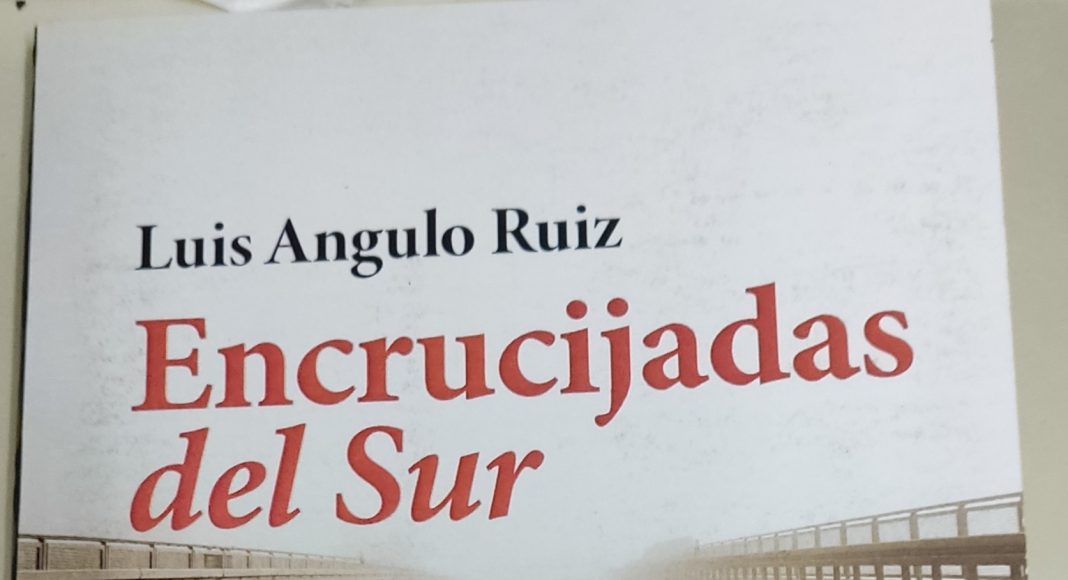 Luis Angulo Ruiz
Encrucijadas
del Sur